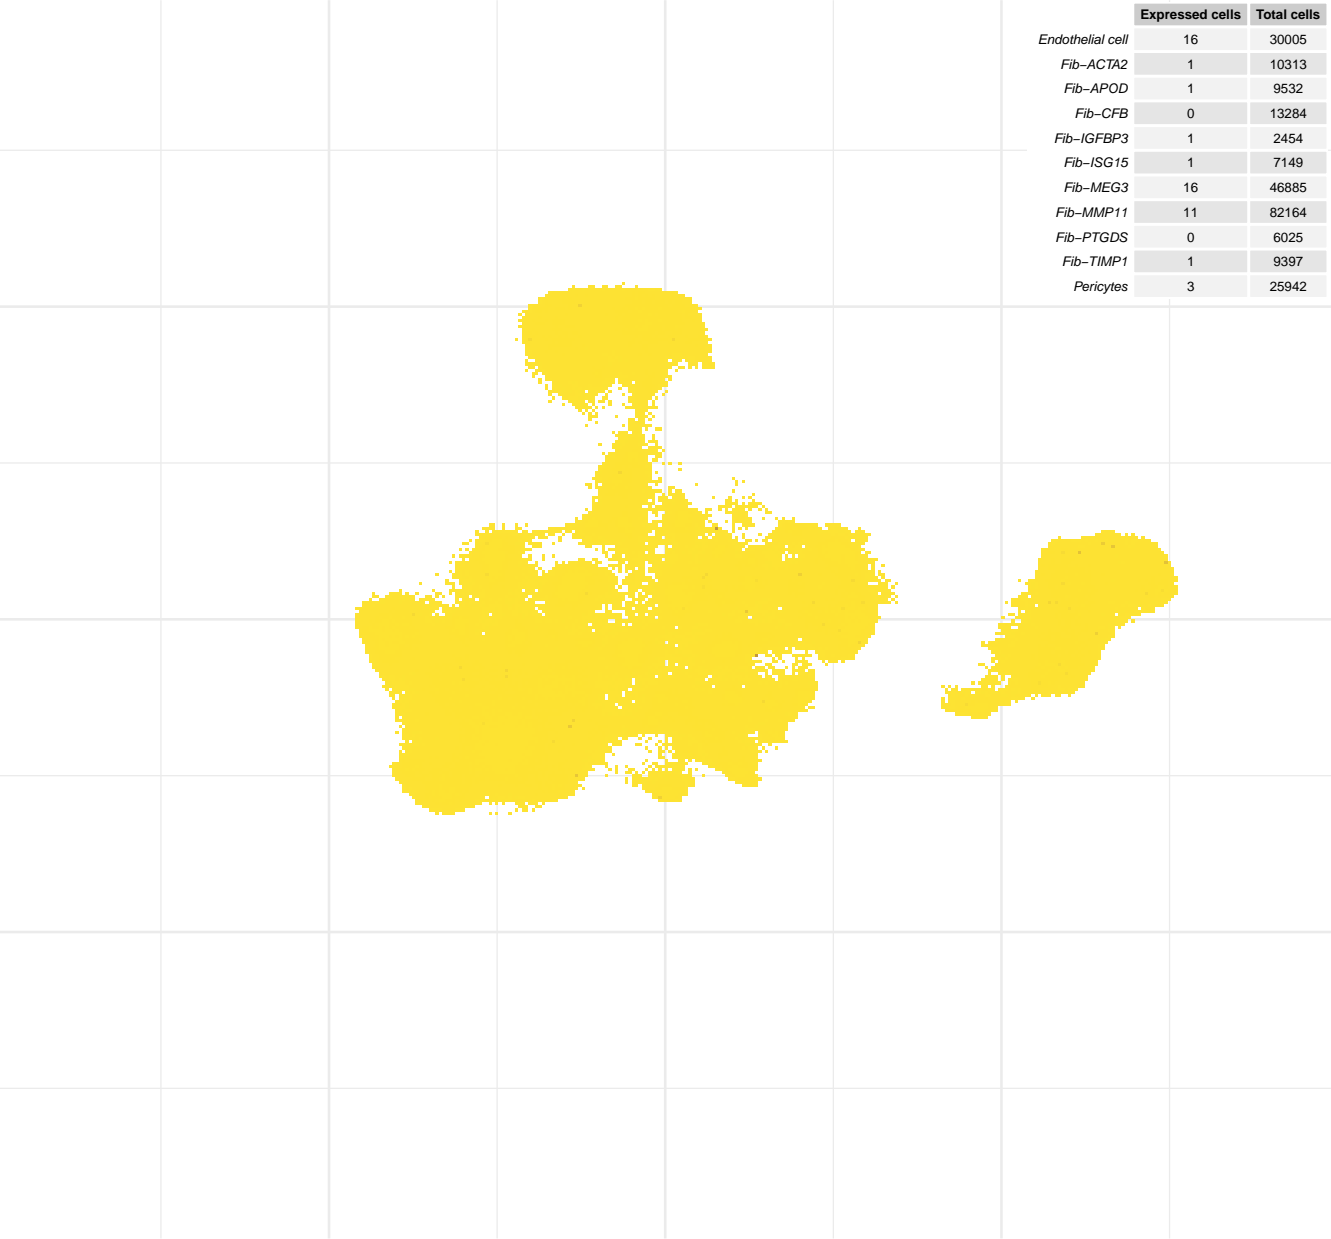 Expressed cells Total cells
Endothelial cell 16 30005
Fib−ACTA2 1 10313
Fib−APOD 1 9532
Fib−CFB 0 13284
Fib−IGFBP3 1 2454
Fib−ISG15 1 7149
Fib−MEG3 16 46885
Fib−MMP11 11 82164
Fib−PTGDS 0 6025
Fib−TIMP1 1 9397
Pericytes 3 25942